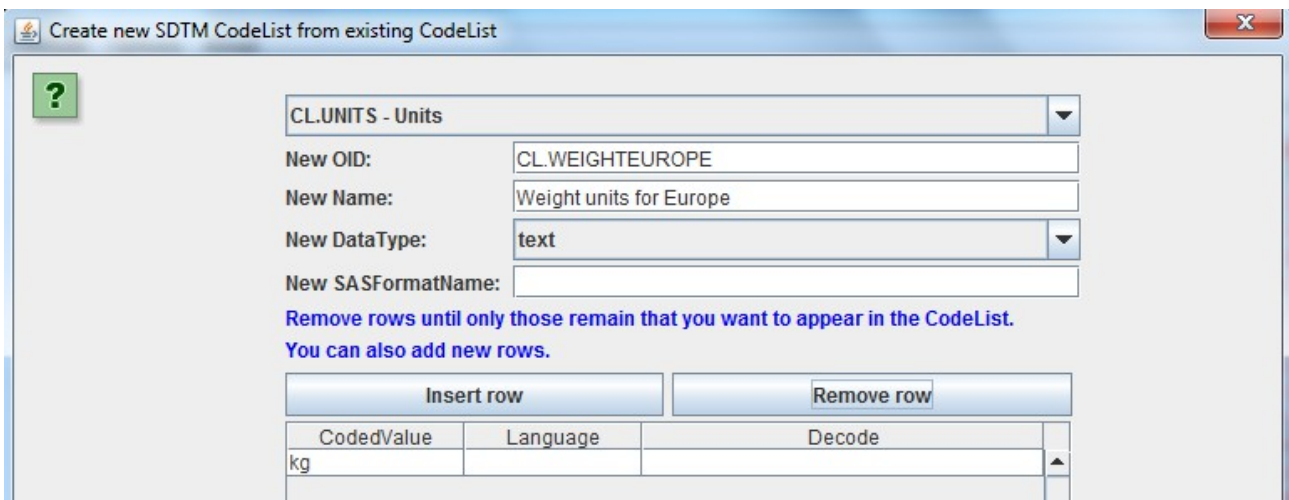 Create new SDTM CodeList from existing CodeList
X
?
CL.UNITS - Units
New OID: CL.WEIGHTEUROPE
New Name: Weight units for Europe
New DataType: text
New SASFormatName:
Remove rows until only those remain that you want to appear in the CodeList.
You can also add new rows.
Insert row Remove row
CodedValue Language Decode
kg